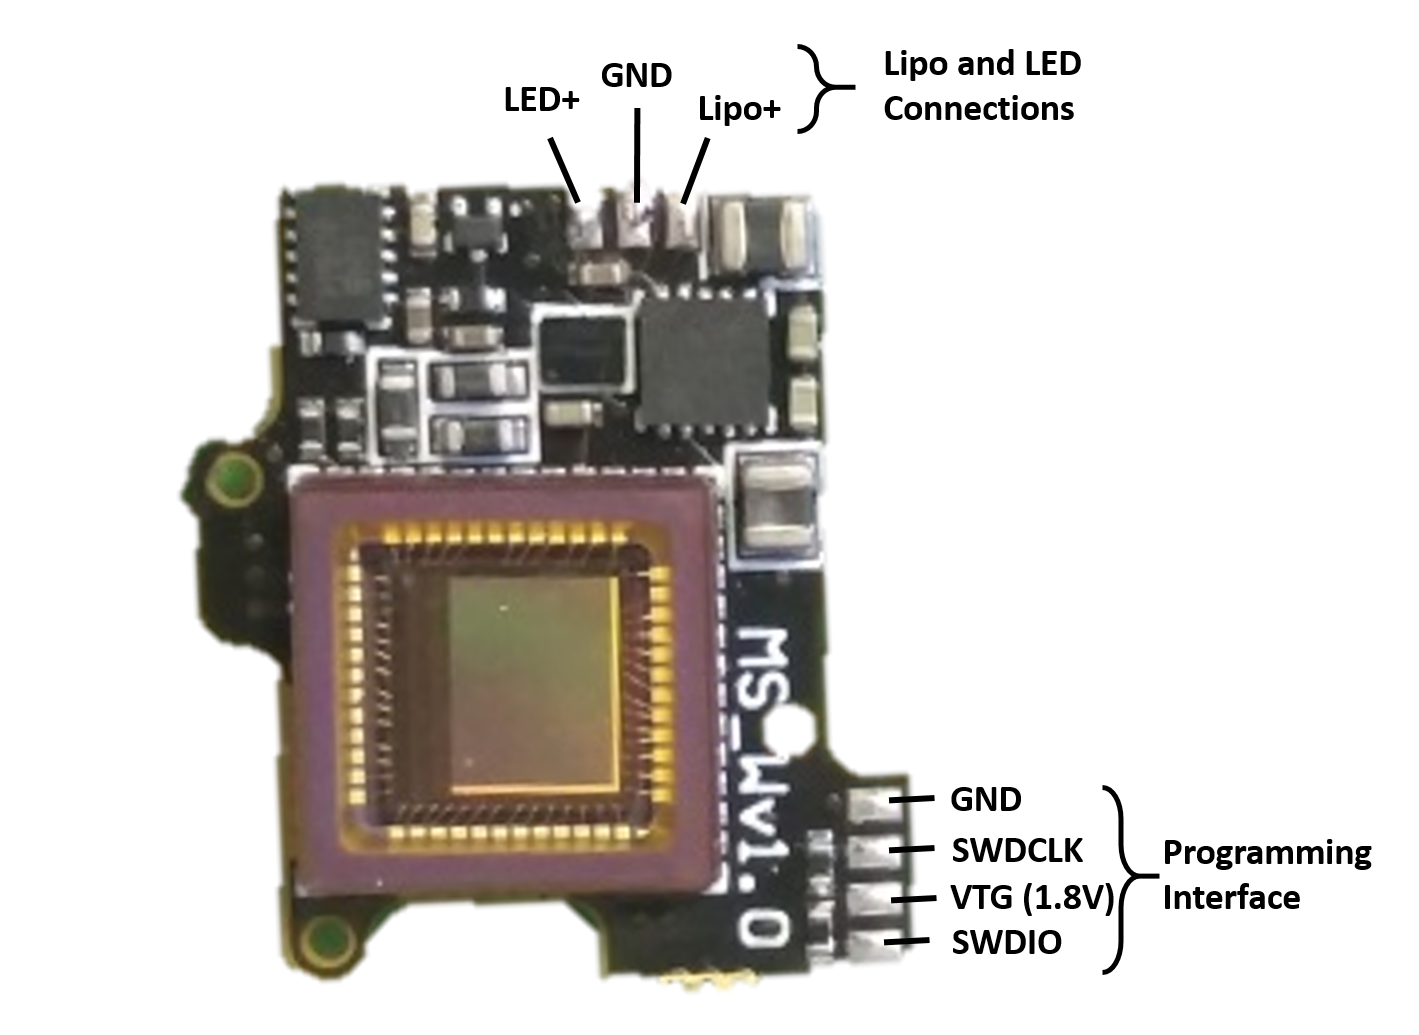 LED+
GND
Lipo+
Lipo and LED
Connections
MS_Wv1.0
GND
SWDCLK
VTG (1.8V)
SWDIO
Programming
Interface